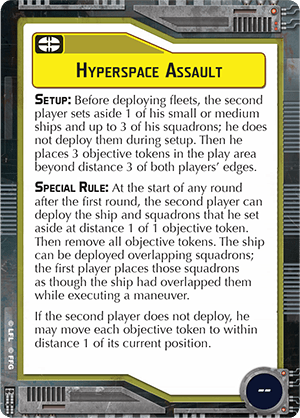 HYPERSPACE ASSAULT
SETUP: Before deploying fleets, the second
player sets aside 1 of his small or medium
ships and up to 3 of his squadrons; he does
not deploy them during setup. Then he
places 3 objective tokens in the play area
beyond distance 3 of both players' edges.
SPECIAL RULE: At the start of any round
after the first round, the second player can
deploy the ship and squadrons that he set
aside at distance 1 of 1 objective token.
Then remove all objective tokens. The ship
can be deployed overlapping squadrons;
the first player places those squadrons
as though the ship had overlapped them
while executing a maneuver.
If the second player does not deploy, he
may move each objective token to within
distance 1 of its current position.
© LFL © FFG
--